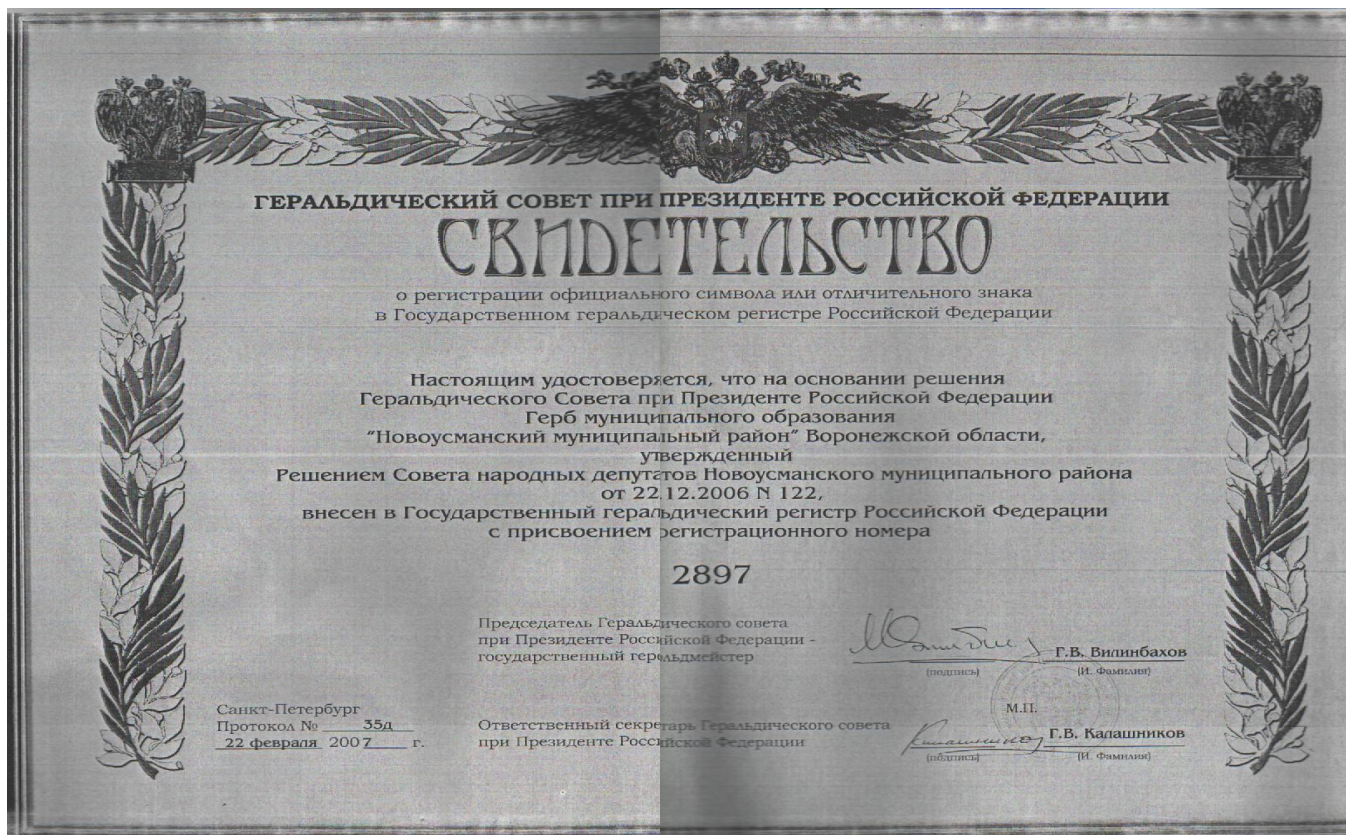 ГЕРАЛЬДИЧЕСКИЙ СОВЕТ ПРИ ПРЕЗИДЕНТЕ РОССИЙСКОЙ ФЕДЕРАЦИИ
СВИДЕТЕЛЬСТВО
о регистрации официального символа или отличительного знака
в Государственном геральдическом регистре Российской Федерации
Настоящим удостоверяется, что на основании решения
Геральдического Совета при Президенте Российской Федерации
Герб муниципального образования
"Новоусманский муниципальный район" Воронежской области,
утвержденный
Решением Совета народных депутатов Новоусманского муниципального района
от 22.12.2006 N 122,
внесен в Государственный геральдический регистр Российской Федерации
с присвоением регистрационного номера
2897
Председатель Геральдического совета
при Президенте Российской Федерации -
государственный герольдмейстер
Г.В. Вилинбахов
(подпись) (И. Фамилия)
М.П.
Санкт-Петербург
Протокол № 35д
22 февраля 2007 г.
Ответственный секретарь Геральдического совета
при Президенте Российской Федерации
Г.В. Калашников
(подпись) (И. Фамилия)